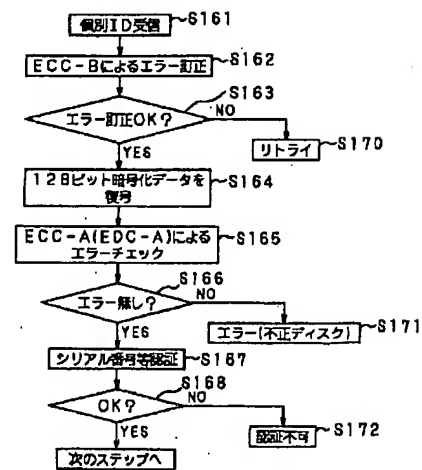 個別ID受信 S161
ECC-Bによるエラー訂正 S162
S163
エラー訂正OK? NO
YES
リトライ S170
128ビット暗号化データを S164
復号
ECC-A(EDC-A)による S165
エラーチェック
S166
エラー無し? NO
YES
エラー(不正ディスク) S171
シリアル番号等認証 S167
S168
OK? NO
YES
認証不可 S172
次のステップへ